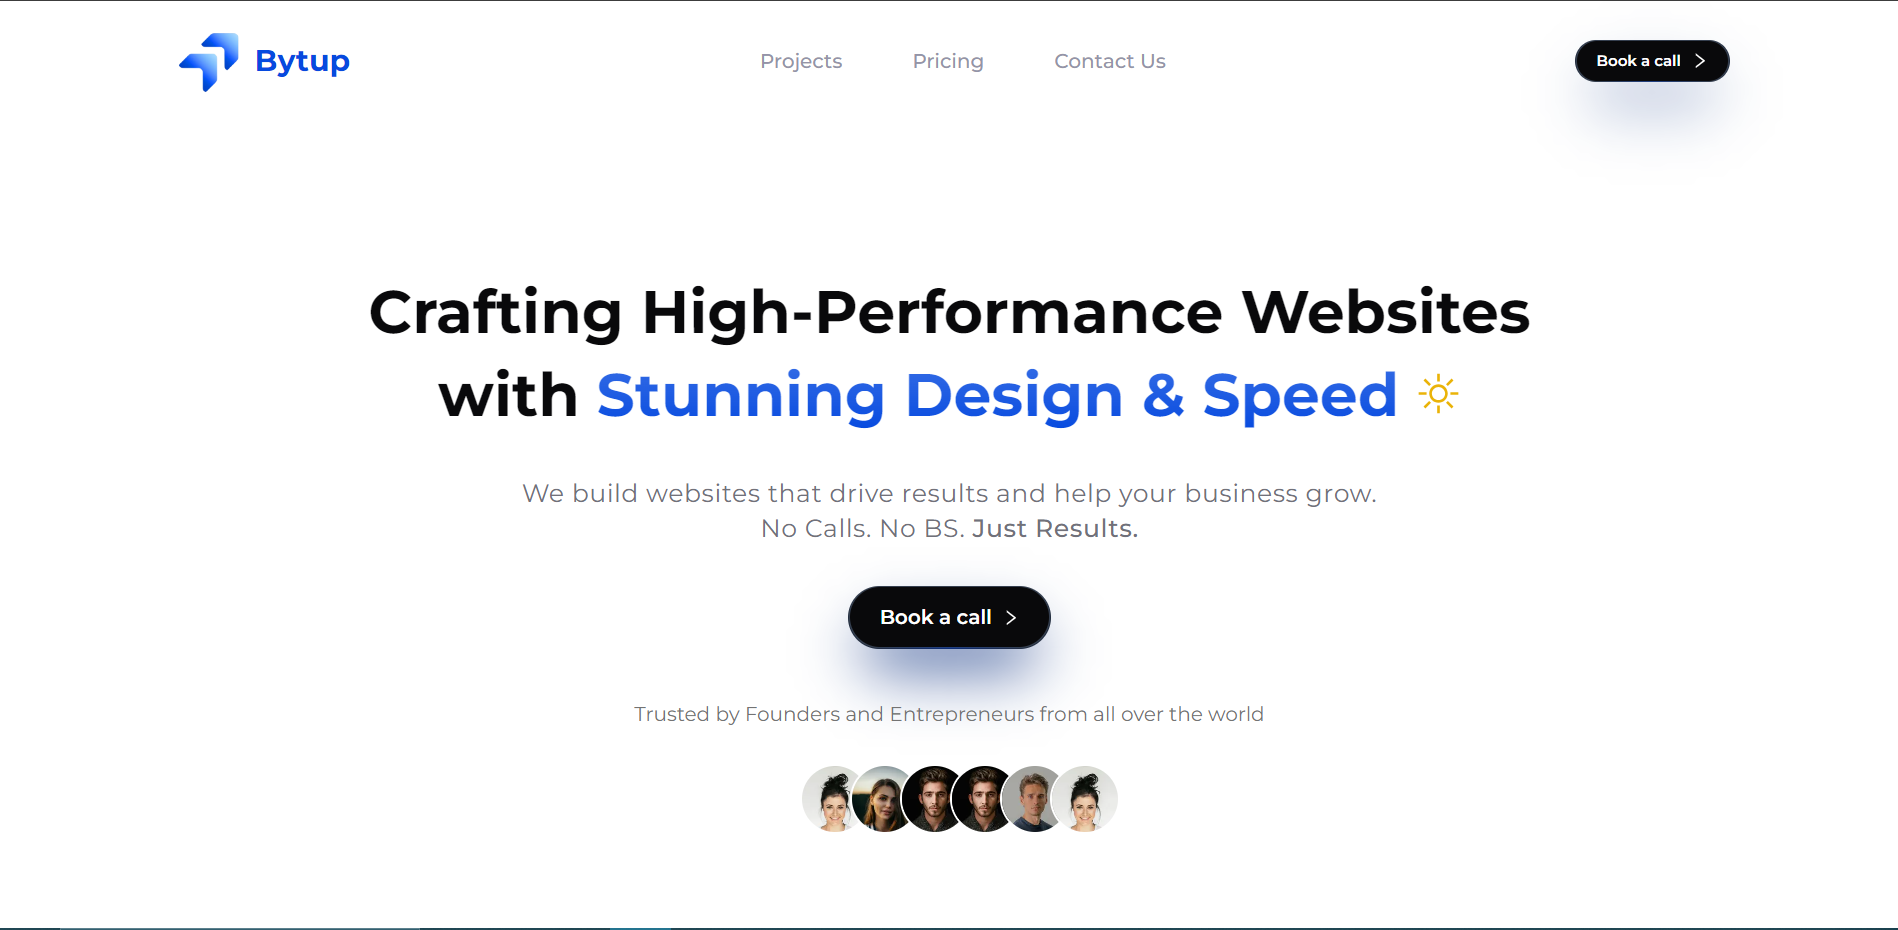 Bytup
Projects
Pricing
Contact Us
Book a call
Crafting High-Performance Websites
with Stunning Design & Speed
We build websites that drive results and help your business grow.
No Calls. No BS. Just Results.
Book a call
Trusted by Founders and Entrepreneurs from all over the world